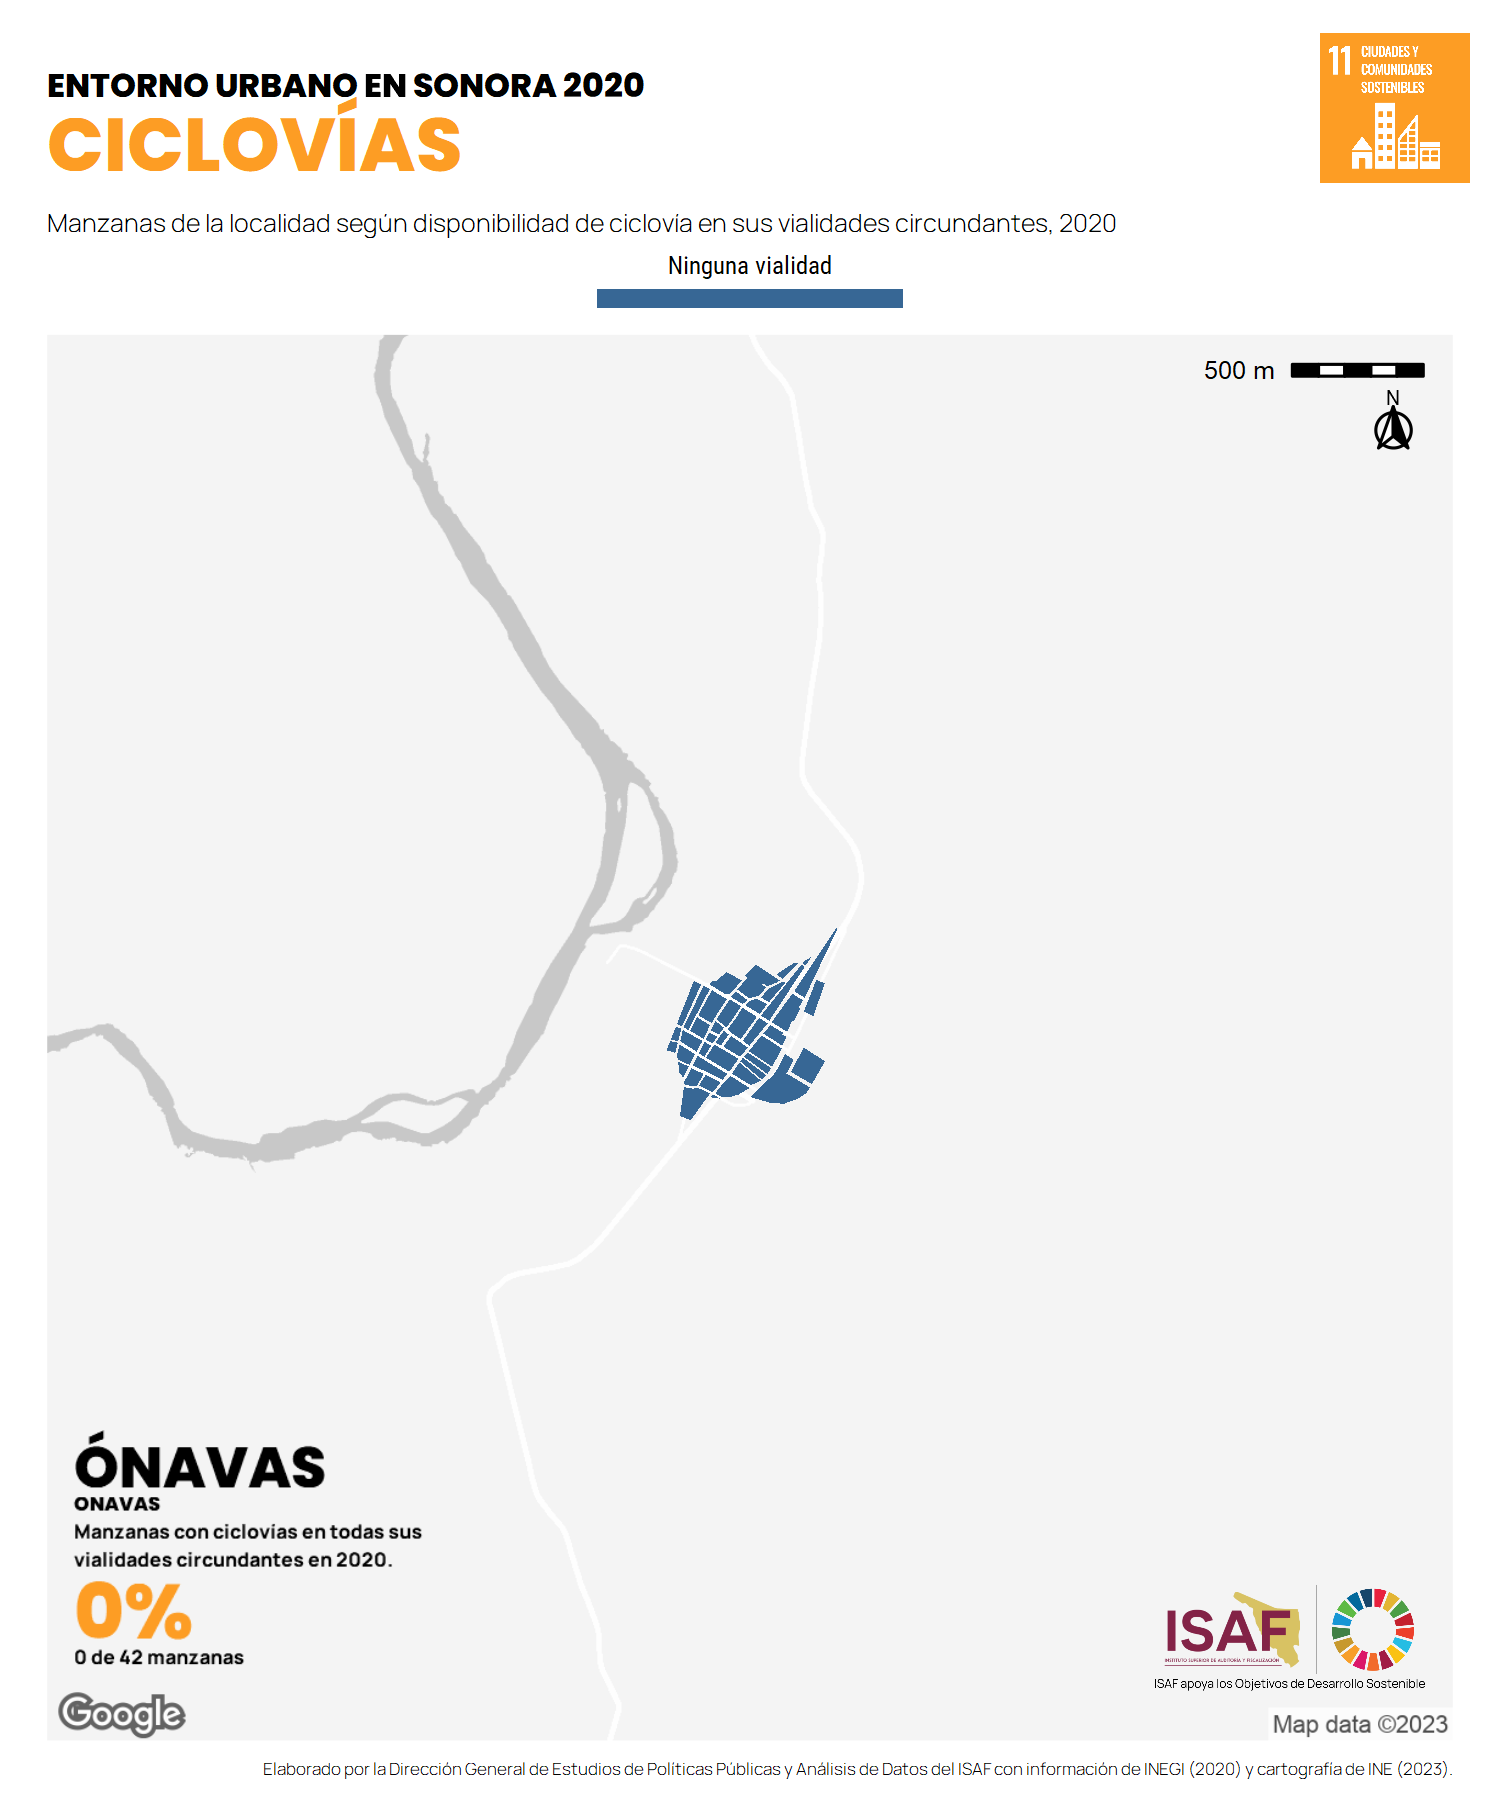 ENTORNO URBANO EN SONORA 2020
CICLOVÍAS
11 CIUDADES Y
COMUNIDADES
SOSTENIBLES
Manzanas de la localidad según disponibilidad de ciclovía en sus vialidades circundantes, 2020
Ninguna vialidad
500 m
N
ÓNAVAS
ONAVAS
Manzanas con ciclovias en todas sus
vialidades circundantes en 2020.
0%
0 de 42 manzanas
ISAF
INSTITUTO SUPERIOR DE AUDITORÍA Y FISCALIZACIÓN
ISAF apoya los Objetivos de Desarrollo Sostenible
Google
Map data ©2023
Elaborado por la Dirección General de Estudios de Políticas Públicas y Análisis de Datos del ISAF con información de INEGI (2020) y cartografía de INE (2023).